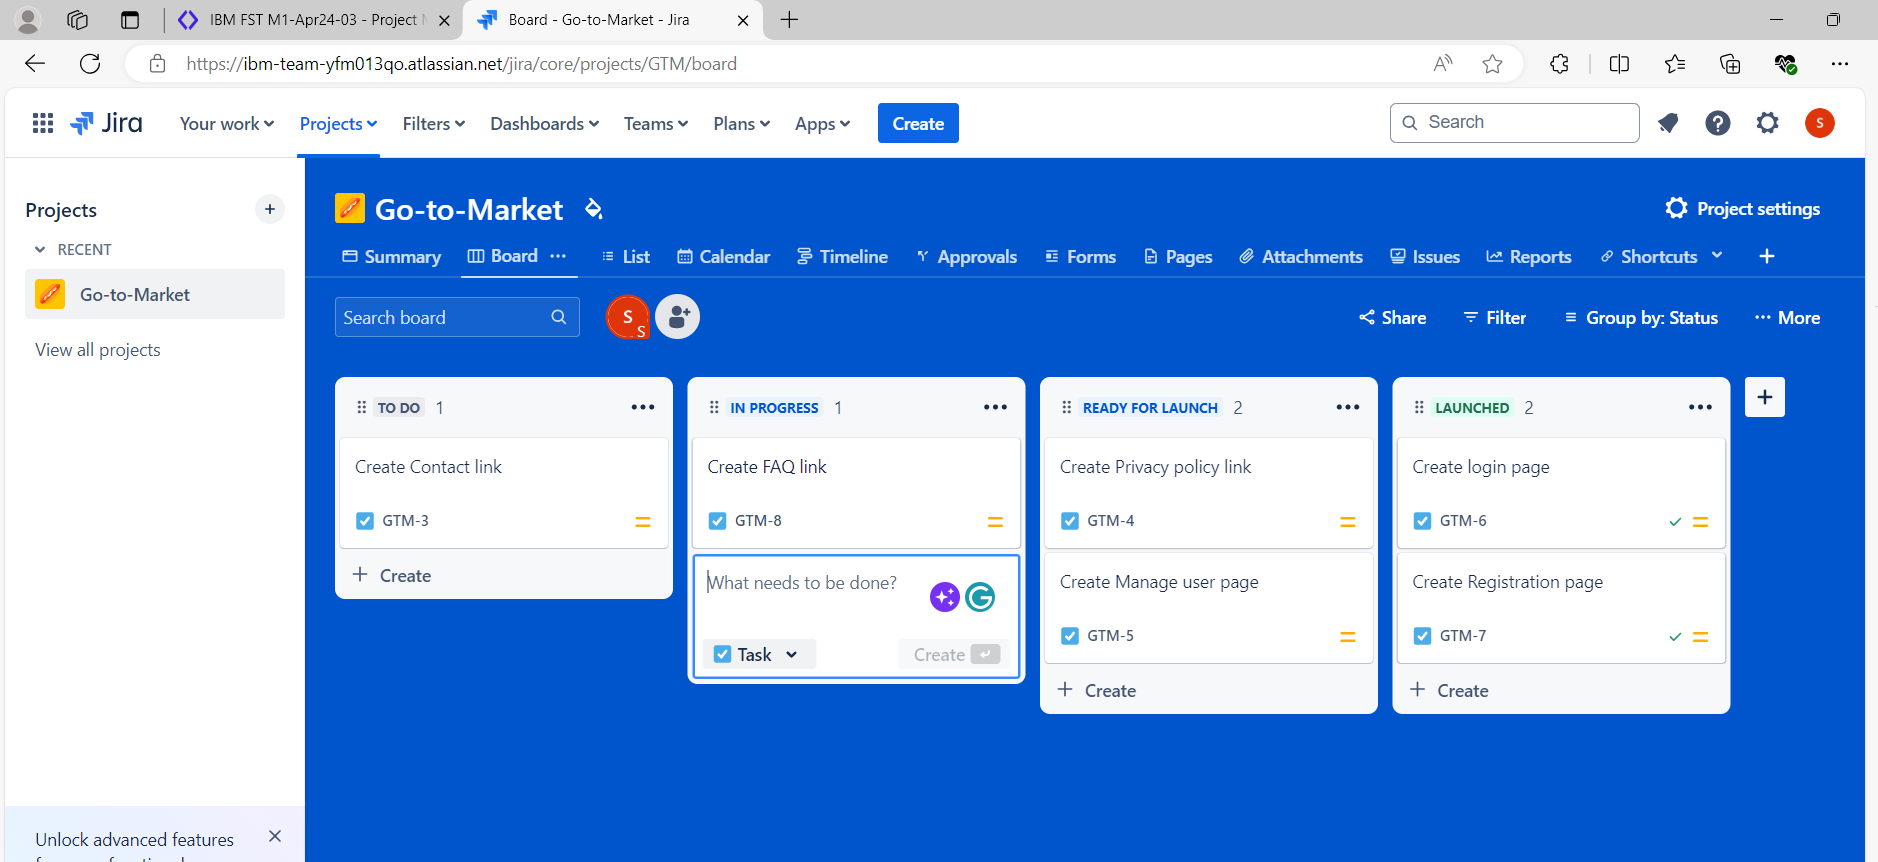 IBM FST M1-Apr24-03 - Project
Board - Go-to-Market - Jira
https://ibm-team-yfm013qo.atlassian.net/jira/core/projects/GTM/board
Jira
Your work
Projects
Filters
Dashboards
Teams
Plans
Apps
Create
Search
S
Projects
RECENT
Go-to-Market
View all projects
Unlock advanced features
Go-to-Market
Project settings
Summary
Board
List
Calendar
Timeline
Approvals
Forms
Pages
Attachments
Issues
Reports
Shortcuts
Search board
S
S
Share
Filter
Group by: Status
More
TO DO 1
Create Contact link
GTM-3
Create
IN PROGRESS 1
Create FAQ link
GTM-8
What needs to be done?
Task
Create
READY FOR LAUNCH 2
Create Privacy policy link
GTM-4
Create Manage user page
GTM-5
Create
LAUNCHED 2
Create login page
GTM-6
Create Registration page
GTM-7
Create